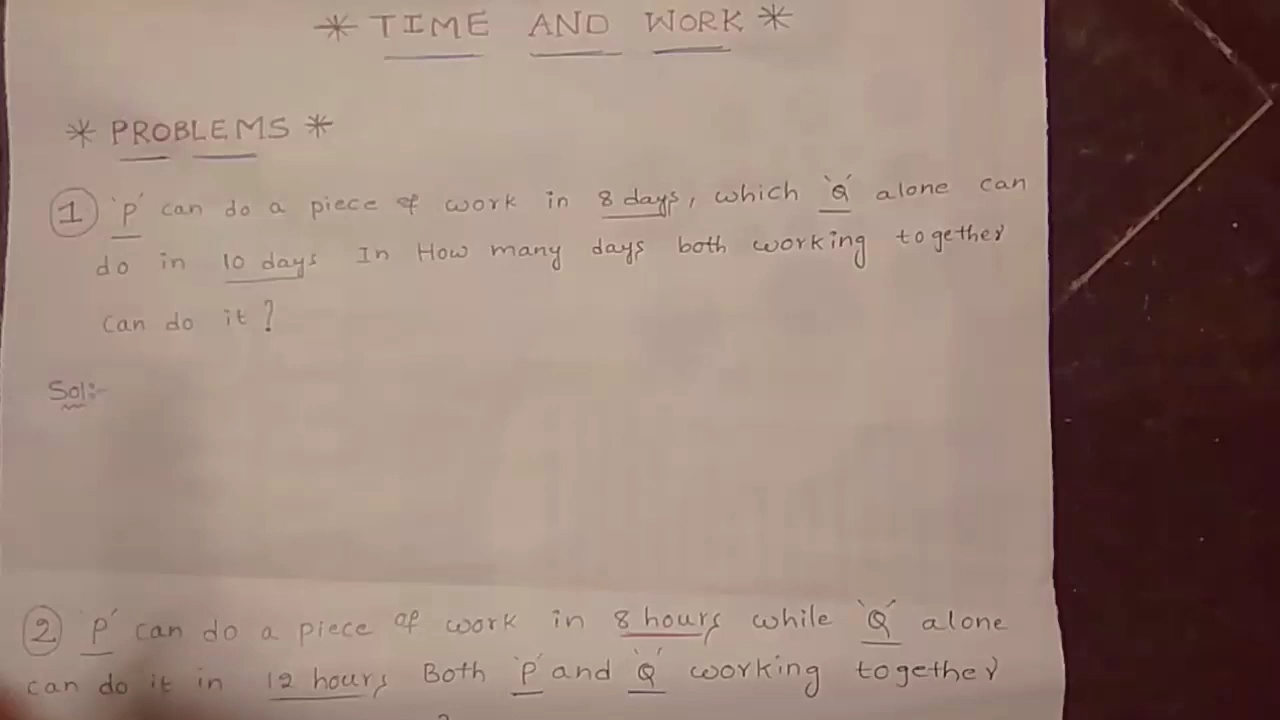 * TIME AND WORK *
* PROBLEMS *
1 'P' can do a piece of work in 8 days, which 'Q' alone can
do in 10 days In How many days both working together
can do it?
Sol:-
2 'P' can do a piece of work in 8 hours while 'Q' alone
can do it in 12 hours, Both 'P' and 'Q' working together